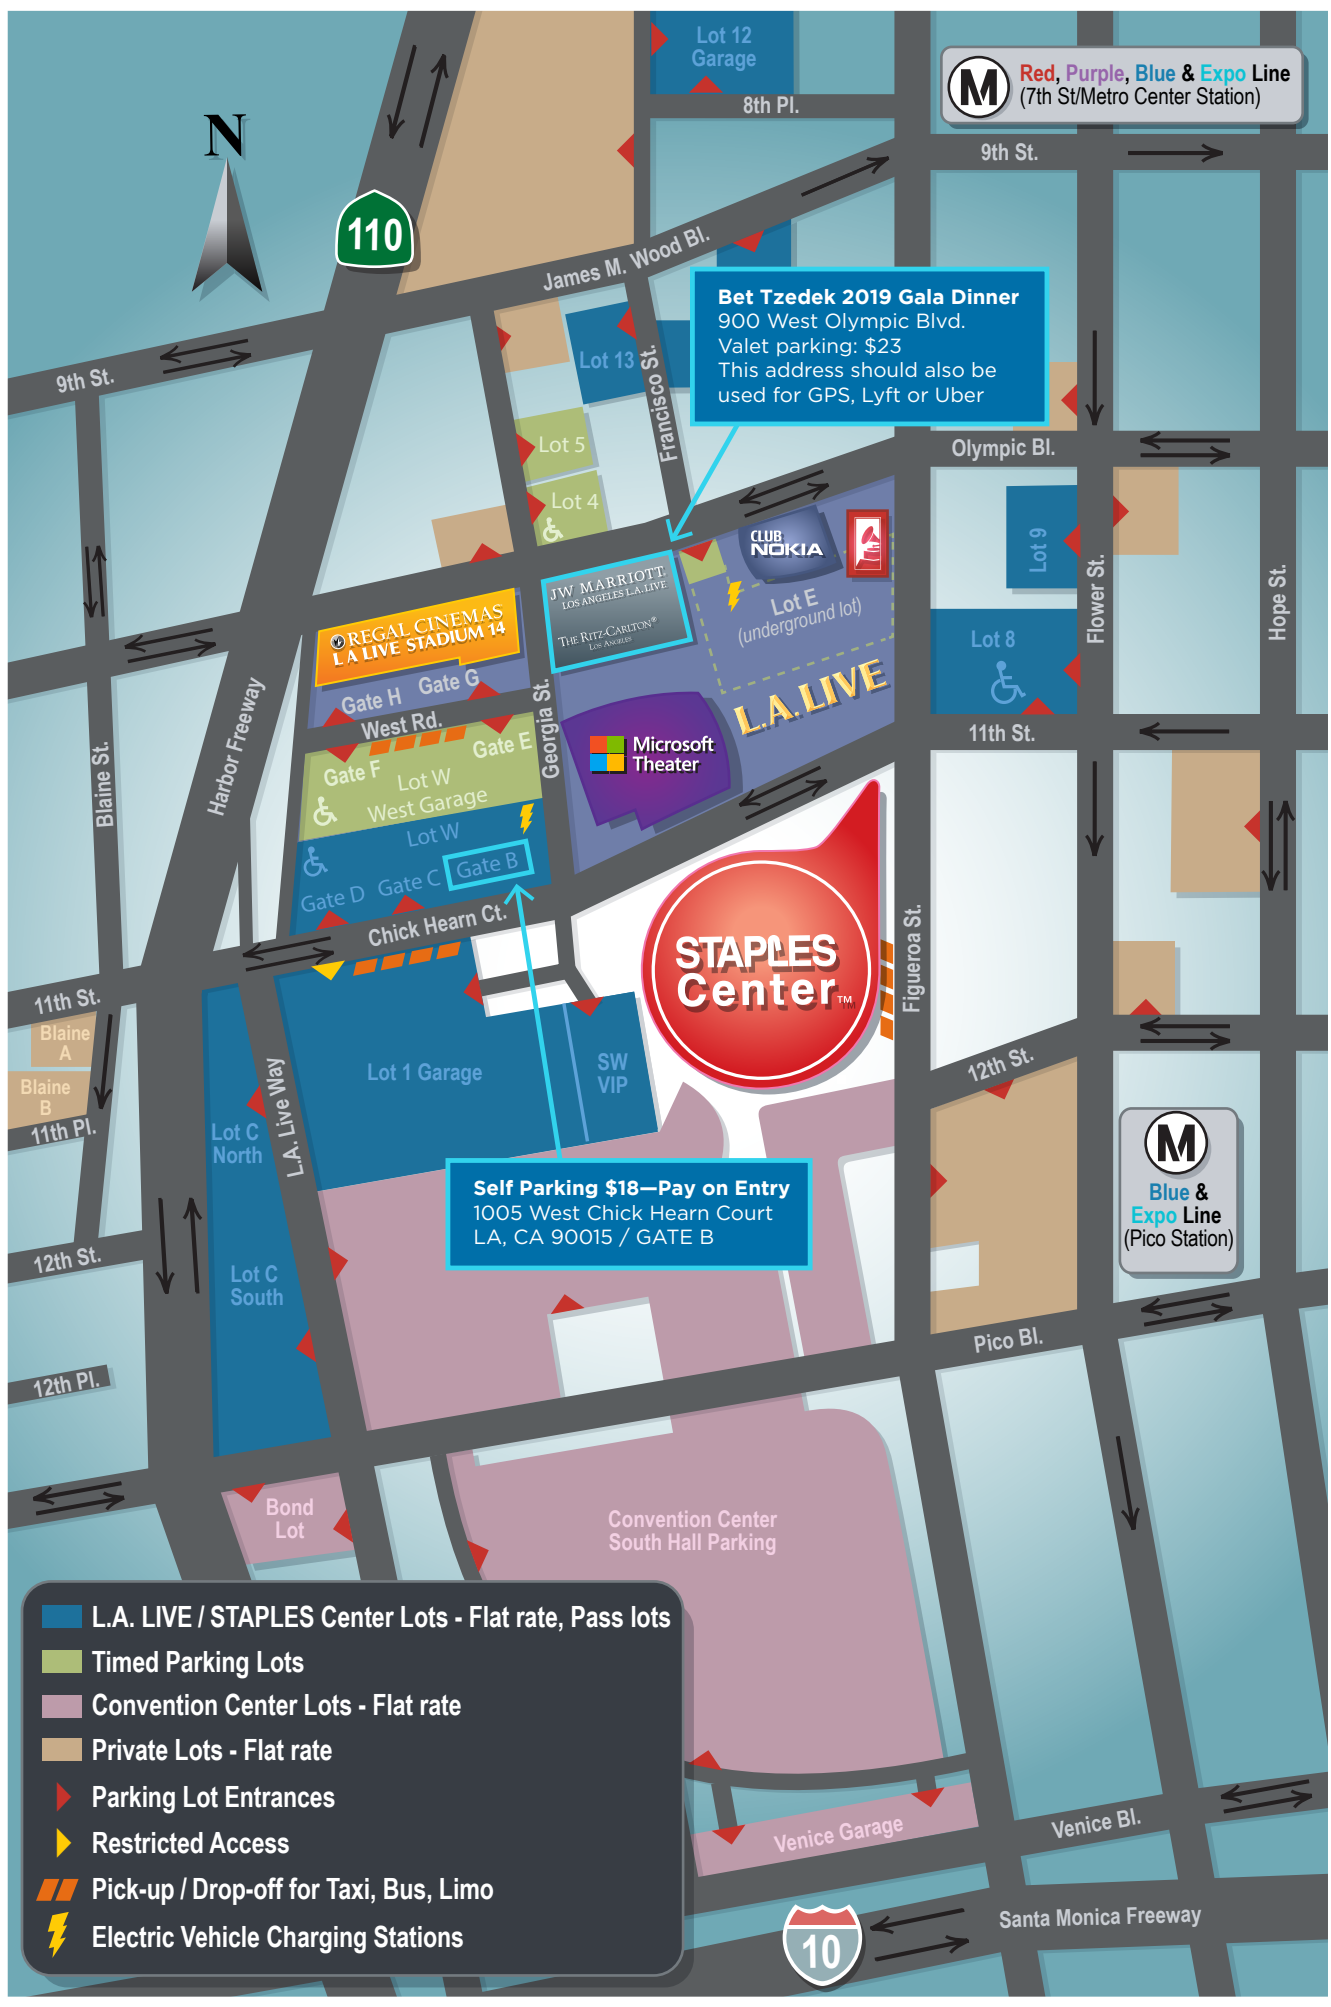 Lot 12
Garage
8th Pl.
Red, Purple, Blue & Expo Line
(7th St/Metro Center Station)
M
9th St.
N
110
James M. Wood Bl.
Bet Tzedek 2019 Gala Dinner
900 West Olympic Blvd.
Valet parking: $23
This address should also be
used for GPS, Lyft or Uber
9th St.
Lot 13
Francisco St.
Lot 5
Lot 4
Olympic Bl.
Lot 9
Flower St.
Hope St.
CLUB
NOKIA
JW MARRIOTT
LOS ANGELES L.A. LIVE
THE RITZ-CARLTON®
LOS ANGELES
Lot E
(underground lot)
L.A. LIVE
REGAL CINEMAS
L A LIVE STADIUM 14
Lot 8
Gate H
Gate G
West Rd.
Georgia St.
11th St.
Microsoft
Theater
Gate E
Gate F
Lot W
West Garage
Harbor Freeway
Blaine St.
Lot W
Gate D
Gate C
Gate B
Chick Hearn Ct.
STAPLES
Center™
Figueroa St.
11th St.
Blaine
A
Blaine
B
11th Pl.
Lot 1 Garage
SW
VIP
12th St.
L.A. Live Way
Lot C
North
M
Blue &
Expo Line
(Pico Station)
Self Parking $18—Pay on Entry
1005 West Chick Hearn Court
LA, CA 90015 / GATE B
12th St.
Lot C
South
Pico Bl.
12th Pl.
Bond
Lot
Convention Center
South Hall Parking
L.A. LIVE / STAPLES Center Lots - Flat rate, Pass lots
Timed Parking Lots
Convention Center Lots - Flat rate
Private Lots - Flat rate
Parking Lot Entrances
Restricted Access
Pick-up / Drop-off for Taxi, Bus, Limo
Electric Vehicle Charging Stations
Venice Garage
Venice Bl.
10
Santa Monica Freeway